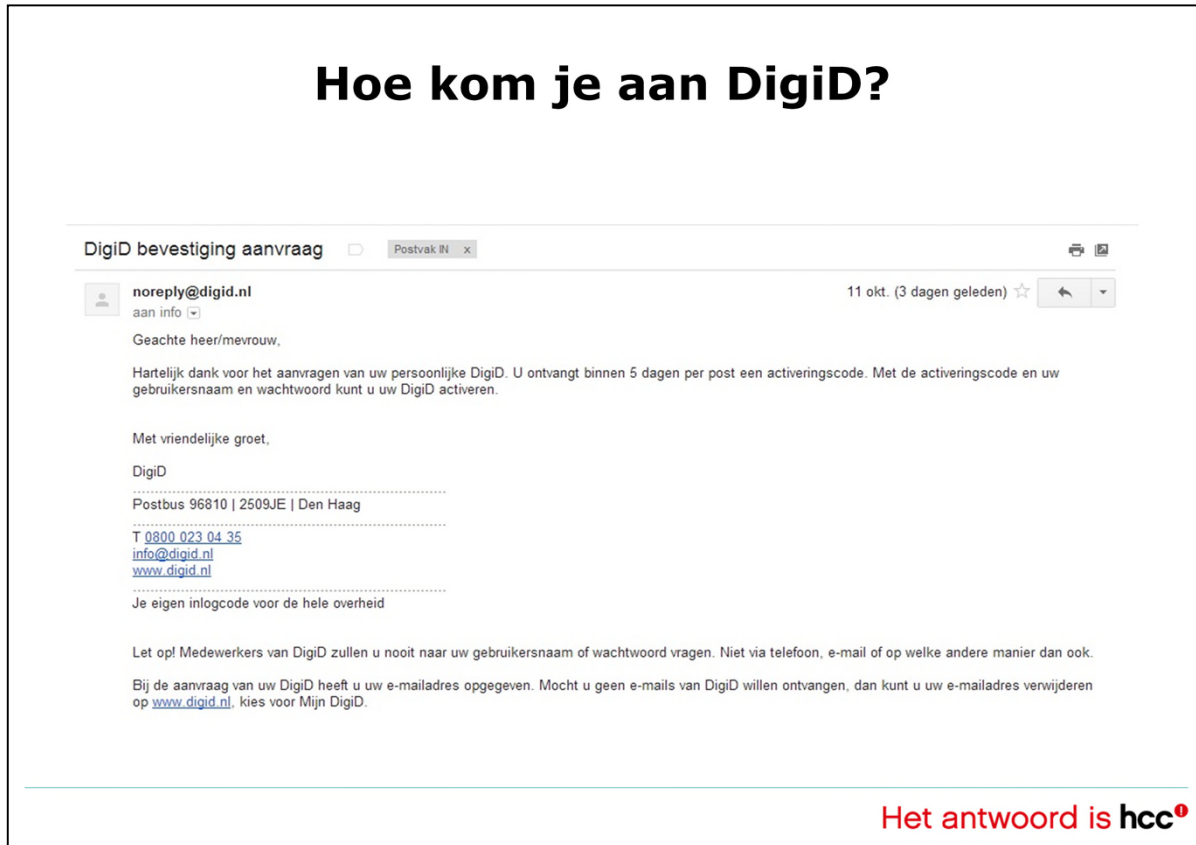 Hoe kom je aan DigiD?
DigiD bevestiging aanvraag
Postvak IN x
noreply@digid.nl
11 okt. (3 dagen geleden)
aan info
Geachte heer/mevrouw,
Hartelijk dank voor het aanvragen van uw persoonlijke DigiD. U ontvangt binnen 5 dagen per post een activeringscode. Met de activeringscode en uw
gebruikersnaam en wachtwoord kunt u uw DigiD activeren.
Met vriendelijke groet,
DigiD
Postbus 96810 | 2509JE | Den Haag
T 0800 023 04 35
info@digid.nl
www.digid.nl
Je eigen inlogcode voor de hele overheid
Let op! Medewerkers van DigiD zullen u nooit naar uw gebruikersnaam of wachtwoord vragen. Niet via telefoon, e-mail of op welke andere manier dan ook.
Bij de aanvraag van uw DigiD heeft u uw e-mailadres opgegeven. Mocht u geen e-mails van DigiD willen ontvangen, dan kunt u uw e-mailadres verwijderen
op www.digid.nl, kies voor Mijn DigiD.
Het antwoord is hcc!